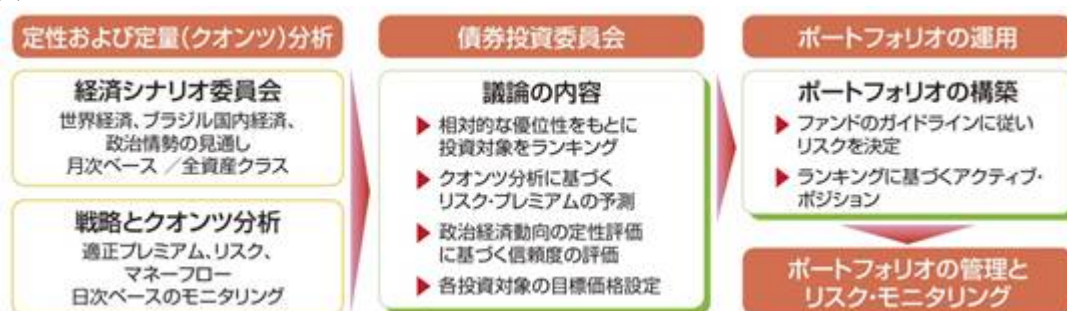 定性および定量(クオンツ)分析
経済シナリオ委員会
世界経済、ブラジル国内経済、
政治情勢の見通し
月次ベース ／全資産クラス
戦略とクオンツ分析
適正プレミアム、リスク、
マネーフロー
日次ベースのモニタリング
債券投資委員会
議論の内容
▶ 相対的な優位性をもとに
投資対象をランキング
▶ クオンツ分析に基づく
リスク・プレミアムの予測
▶ 政治経済動向の定性評価
に基づく信頼度の評価
▶ 各投資対象の目標価格設定
ポートフォリオの運用
ポートフォリオの構築
▶ ファンドのガイドラインに従い
リスクを決定
▶ ランキングに基づくアクティブ・
ポジション
ポートフォリオの管理と
リスク・モニタリング